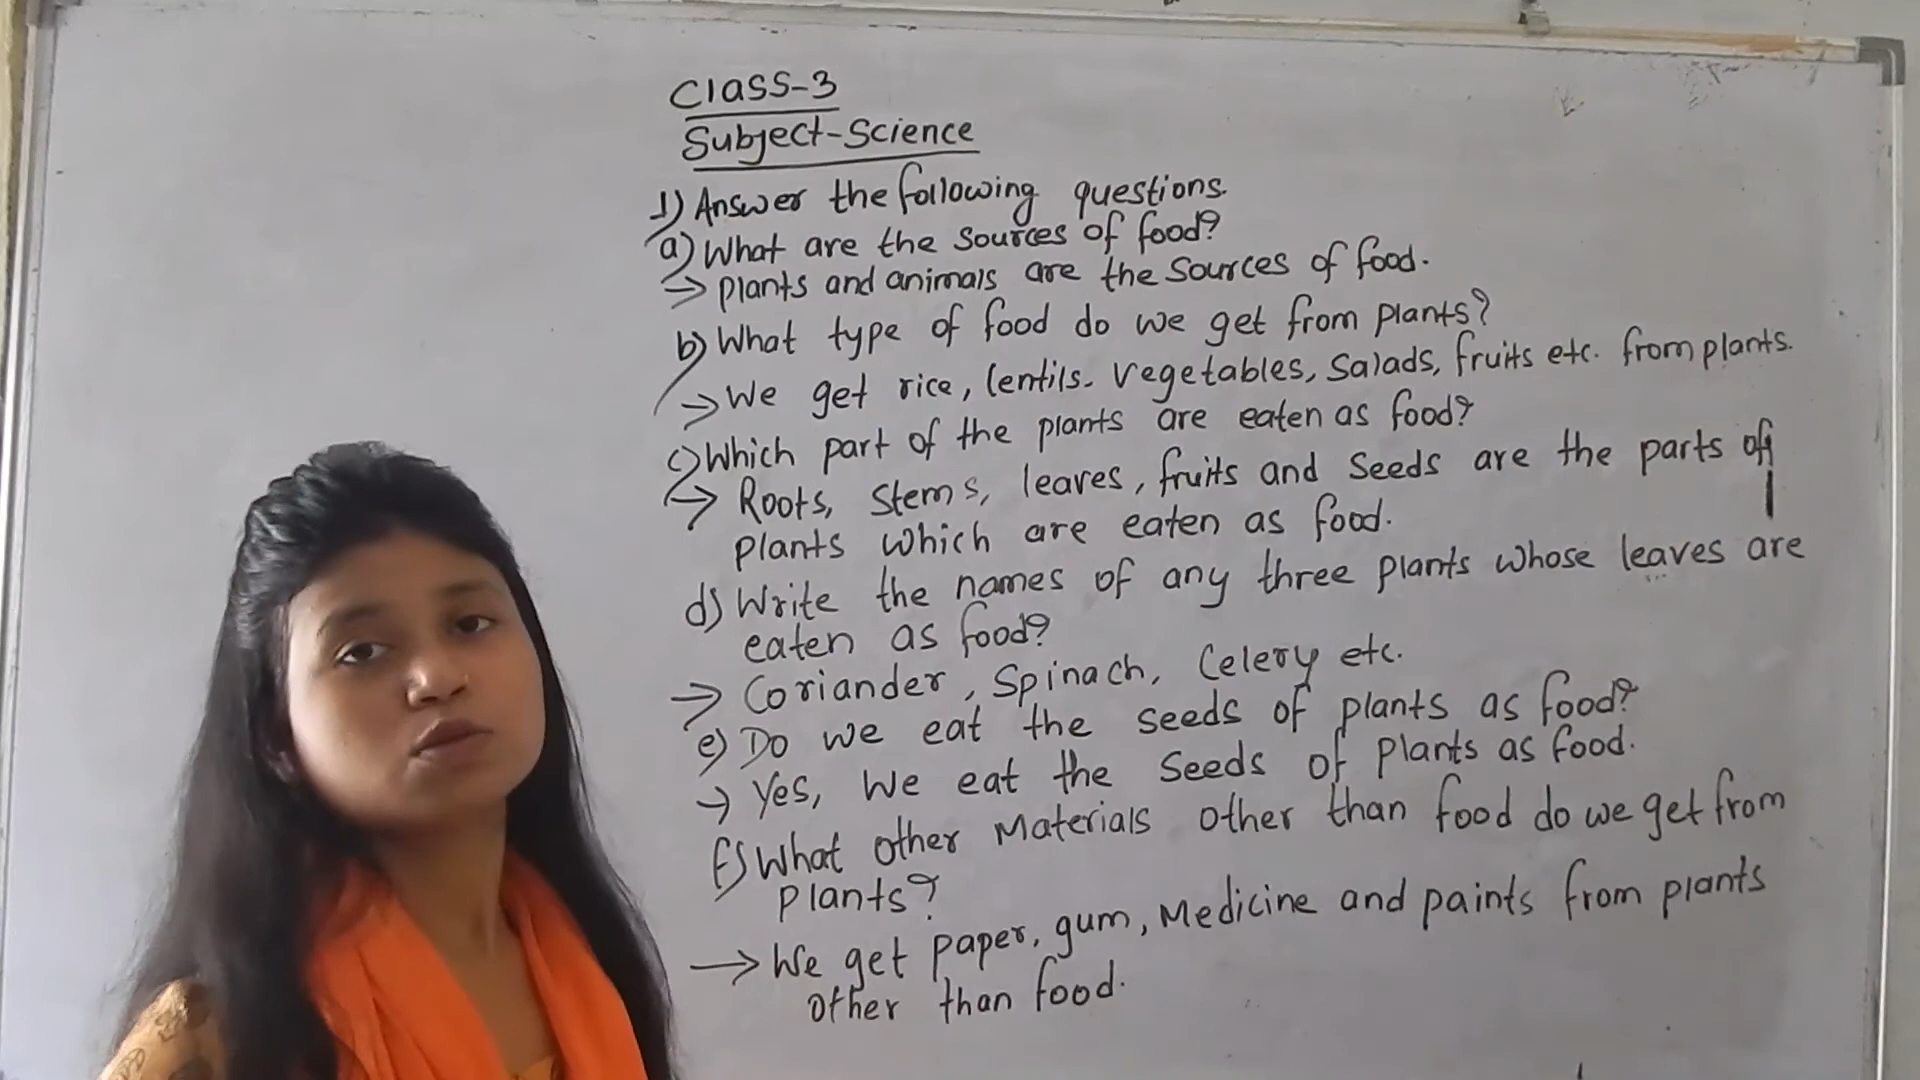 Class-3
Subject-Science
1) Answer the following questions.
a) What are the sources of food?
→ plants and animals are the sources of food.
b) What type of food do we get from plants?
→ We get rice, lentils. vegetables, salads, fruits etc. from plants.
c) Which part of the plants are eaten as food?
→ Roots, stems, leaves, fruits and seeds are the parts of
plants which are eaten as food.
d) Write the names of any three plants whose leaves are
eaten as food?
→ Coriander, Spinach, Celery etc.
e) Do we eat the seeds of plants as food?
→ Yes, We eat the seeds of plants as food.
f) What other materials other than food do we get from
plants?
→ We get paper, gum, Medicine and paints from plants
other than food.